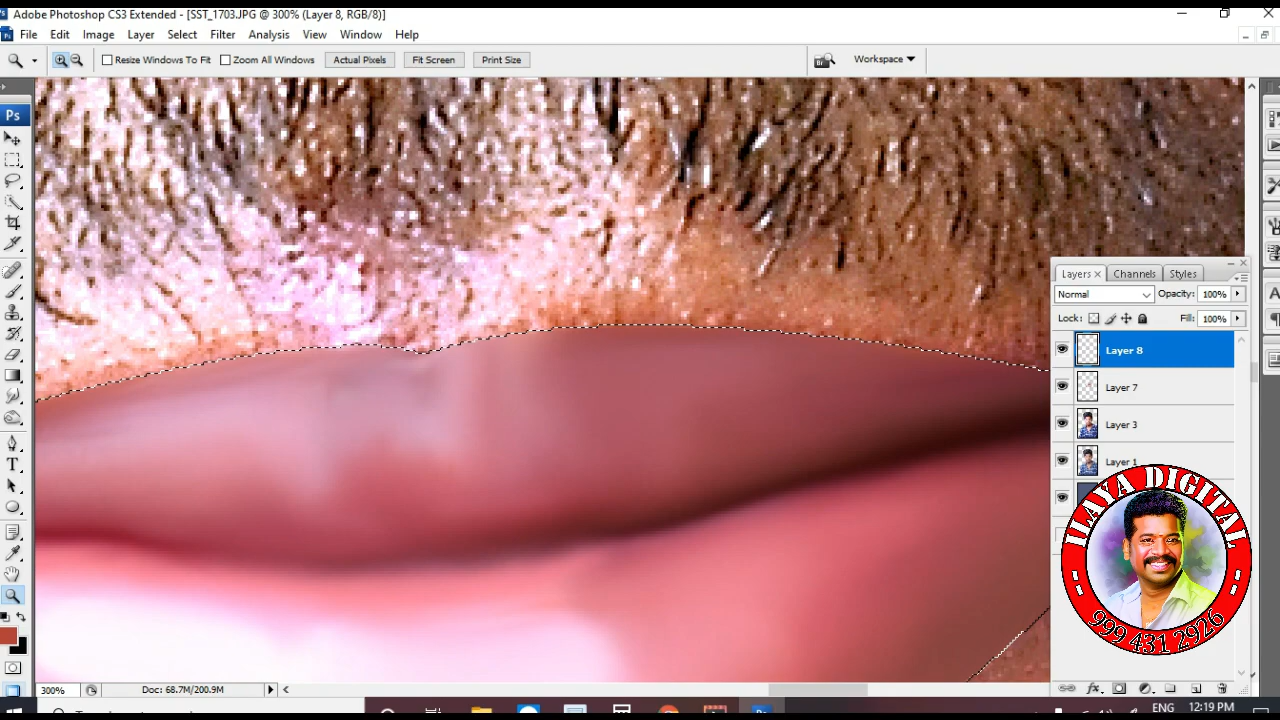 Adobe Photoshop CS3 Extended - [SST_1703.JPG @ 300% (Layer 8, RGB/8)]
File Edit Image Layer Select Filter Analysis View Window Help
Resize Windows To Fit Zoom All Windows Actual Pixels Fit Screen Print Size Workspace
Ps
Layers Channels Styles
Normal Opacity: 100%
Lock: Fill: 100%
Layer 8
Layer 7
Layer 3
Layer 1
ILAYA DIGITAL
999 431 2926
300% Doc: 68.7M/200.9M
ENG 12:19 PM